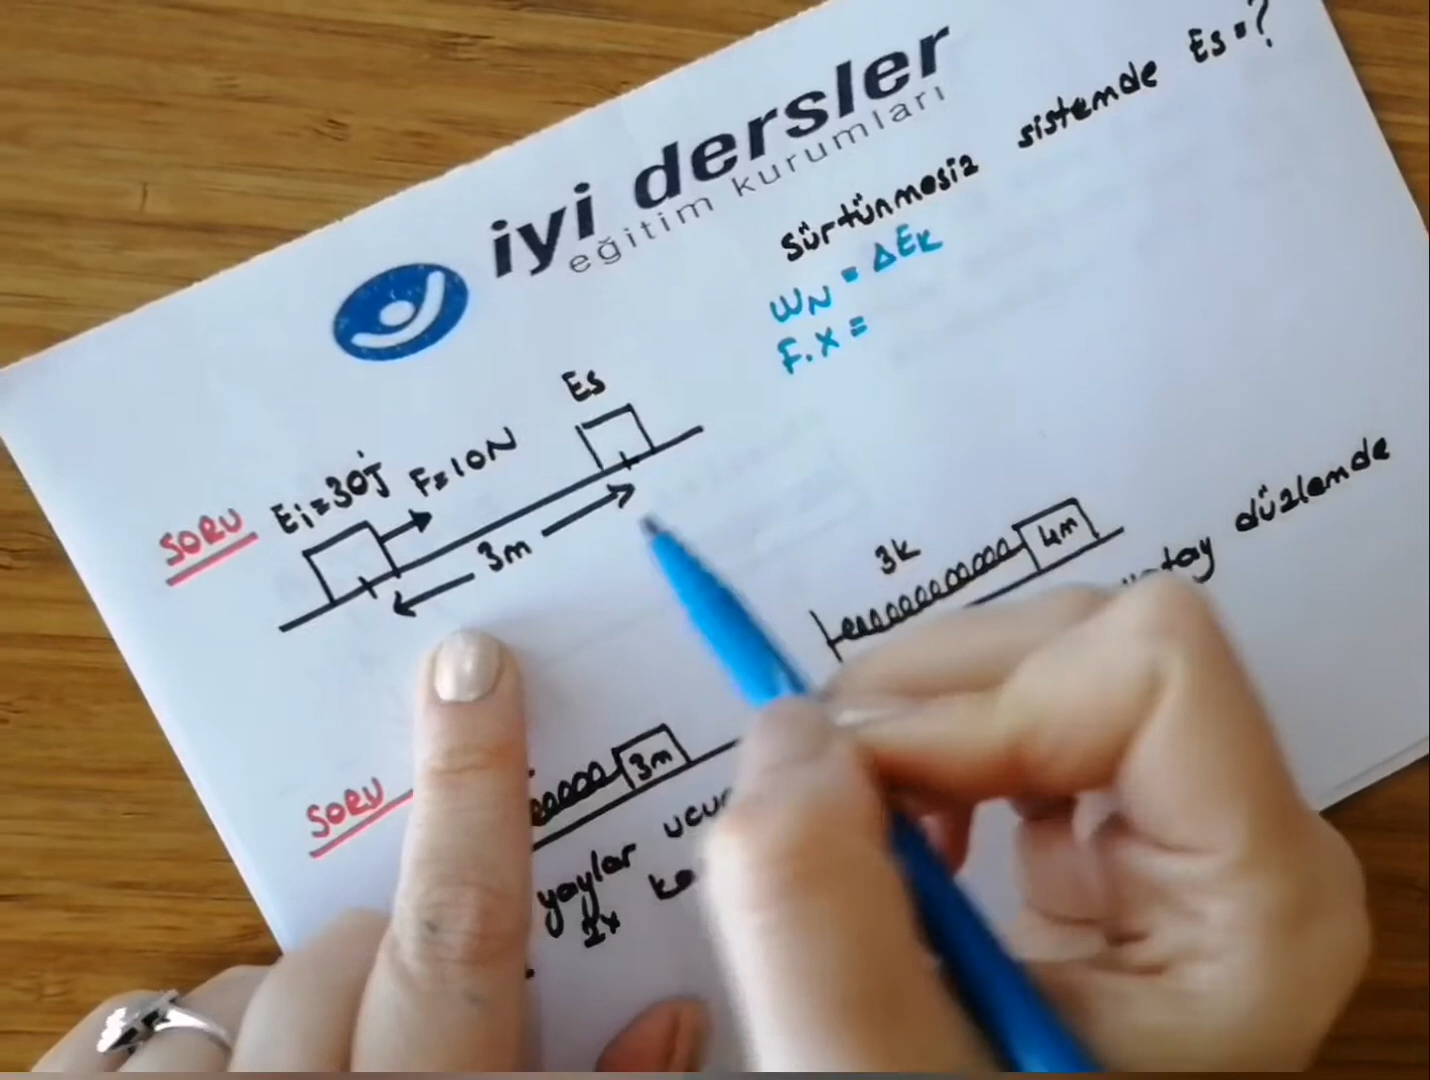 iyi dersler
eğitim kurumları
Sürtünmesiz sistemde Es=?
WN = ΔEK
F.X =
SORU
Ei=30J
F=10N
Es
3m
SORU
3m
3k
4m
düzlemde
yaylar
2x